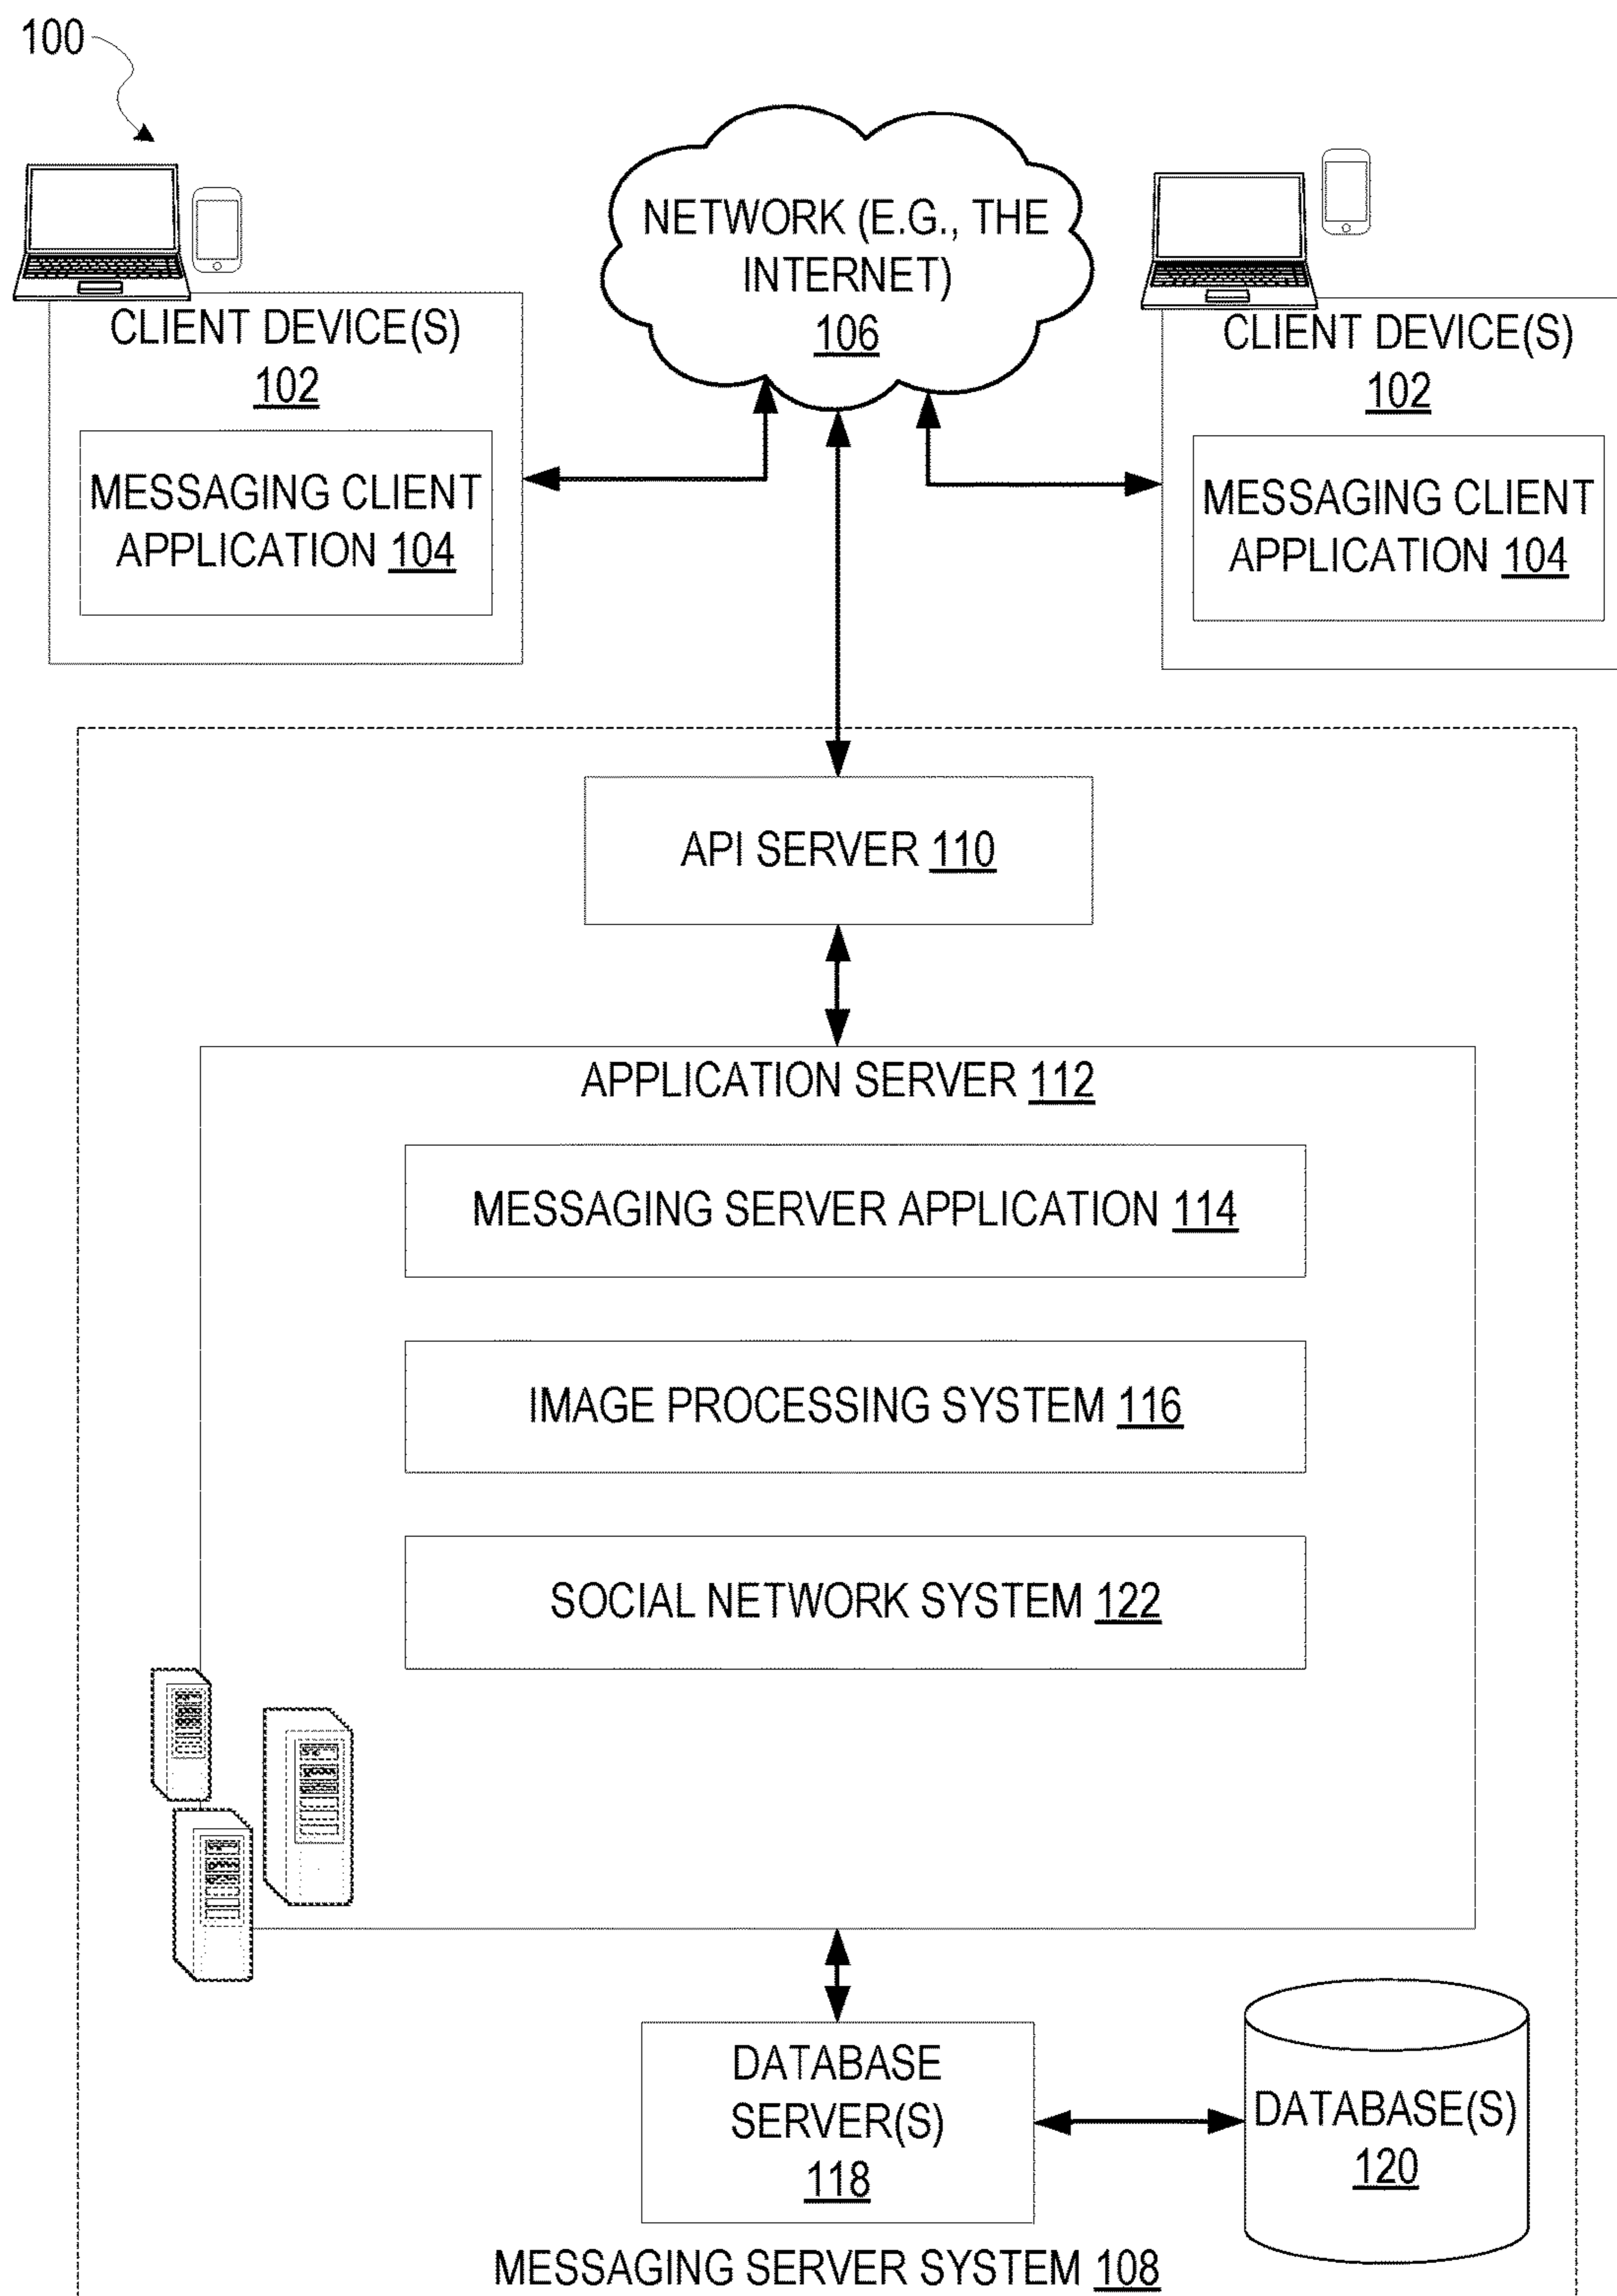 100
NETWORK (E.G., THE
INTERNET)
106
CLIENT DEVICE(S)
102
MESSAGING CLIENT
APPLICATION 104
CLIENT DEVICE(S)
102
MESSAGING CLIENT
APPLICATION 104
API SERVER 110
APPLICATION SERVER 112
MESSAGING SERVER APPLICATION 114
IMAGE PROCESSING SYSTEM 116
SOCIAL NETWORK SYSTEM 122
DATABASE
SERVER(S)
118
DATABASE(S)
120
MESSAGING SERVER SYSTEM 108